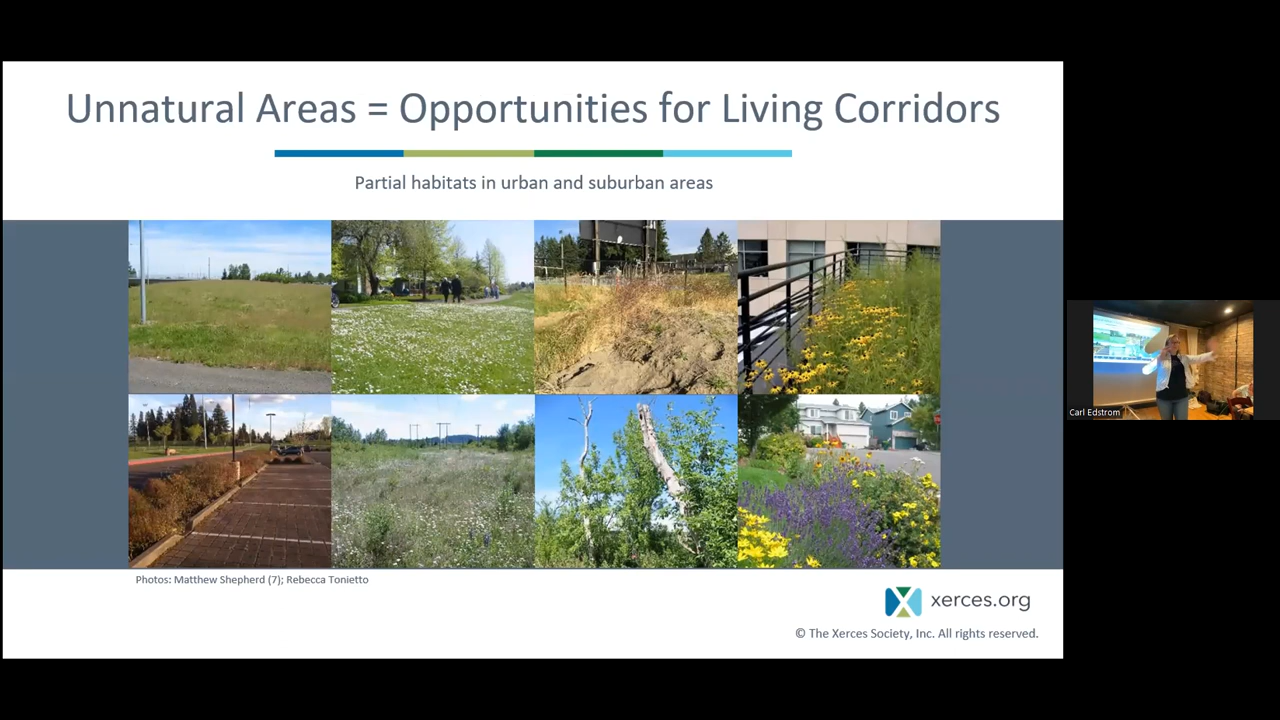 Unnatural Areas = Opportunities for Living Corridors
Partial habitats in urban and suburban areas
Photos: Matthew Shepherd (7); Rebecca Tonietto
xerces.org
© The Xerces Society, Inc. All rights reserved.
Carl Edstrom